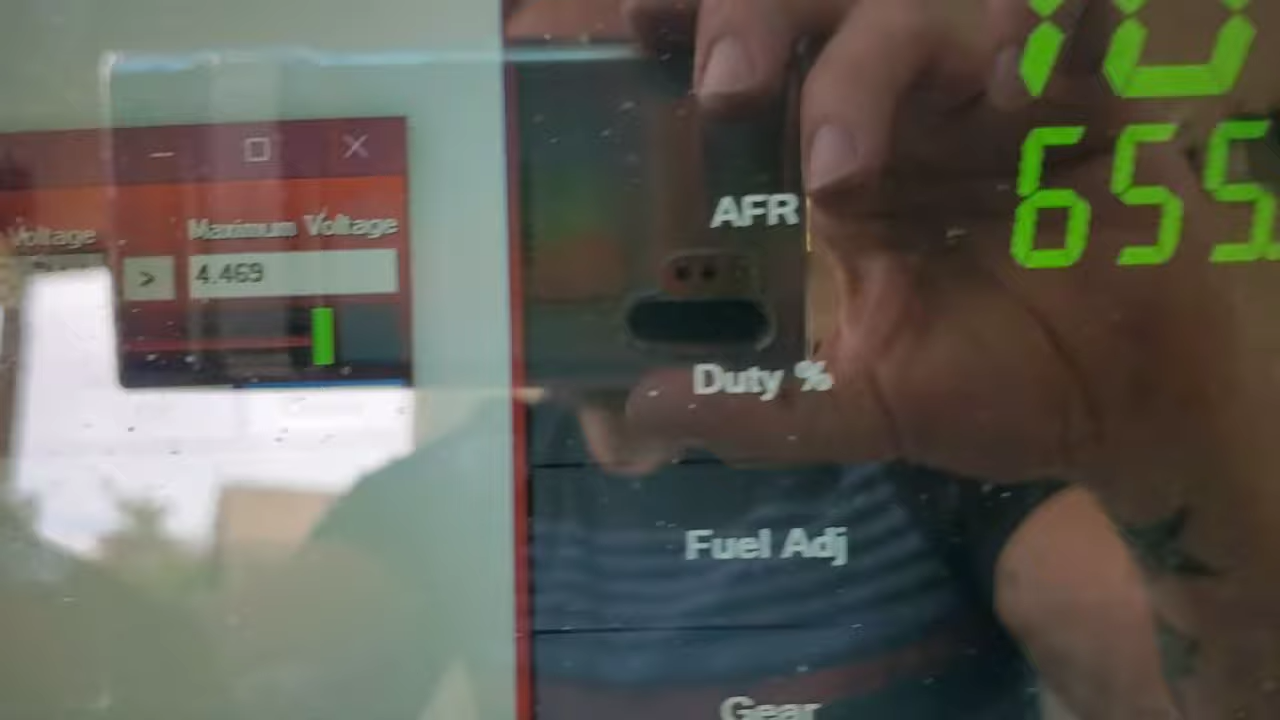 Voltage
Maximum Voltage
>
4.469
AFR
Duty %
Fuel Adj
Gear
655